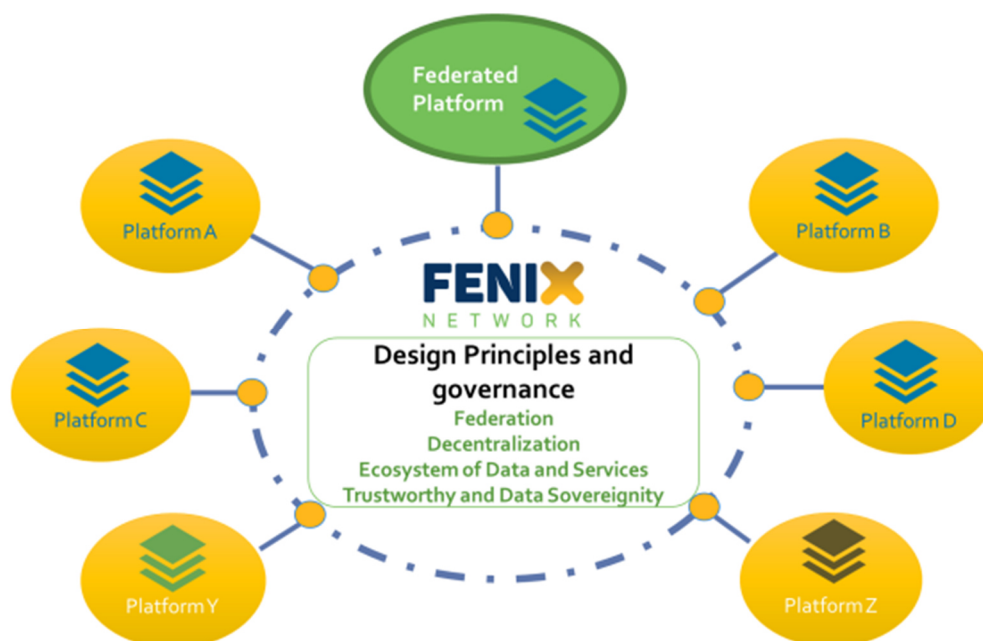 Federated
Platform
Platform A
Platform B
FENIX
NETWORK
Design Principles and
governance
Federation
Decentralization
Ecosystem of Data and Services
Trustworthy and Data Sovereignity
Platform C
Platform D
Platform Y
Platform Z